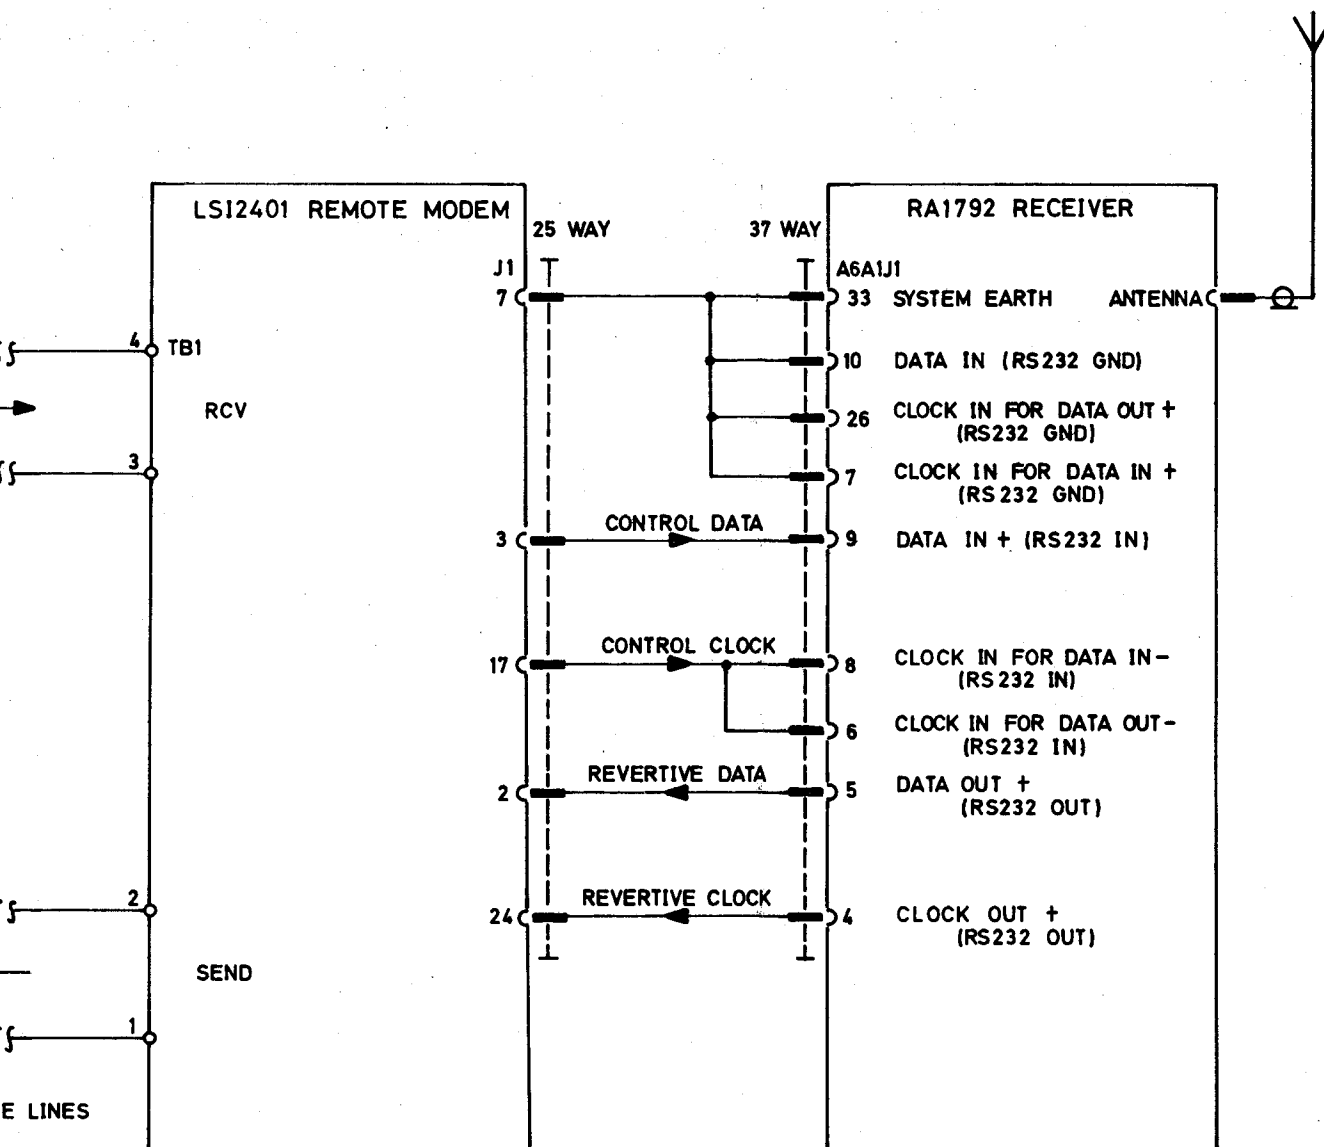 LSI2401 REMOTE MODEM
RA1792 RECEIVER
25 WAY
37 WAY
J1
A6A1J1
7
33 SYSTEM EARTH
ANTENNA
4
TB1
10 DATA IN (RS232 GND)
RCV
26 CLOCK IN FOR DATA OUT +
(RS232 GND)
3
7 CLOCK IN FOR DATA IN +
(RS232 GND)
CONTROL DATA
3
9 DATA IN + (RS232 IN)
CONTROL CLOCK
17
8 CLOCK IN FOR DATA IN -
(RS232 IN)
6 CLOCK IN FOR DATA OUT -
(RS232 IN)
REVERTIVE DATA
2
5 DATA OUT +
(RS232 OUT)
2
REVERTIVE CLOCK
24
4 CLOCK OUT +
(RS232 OUT)
SEND
1
E LINES